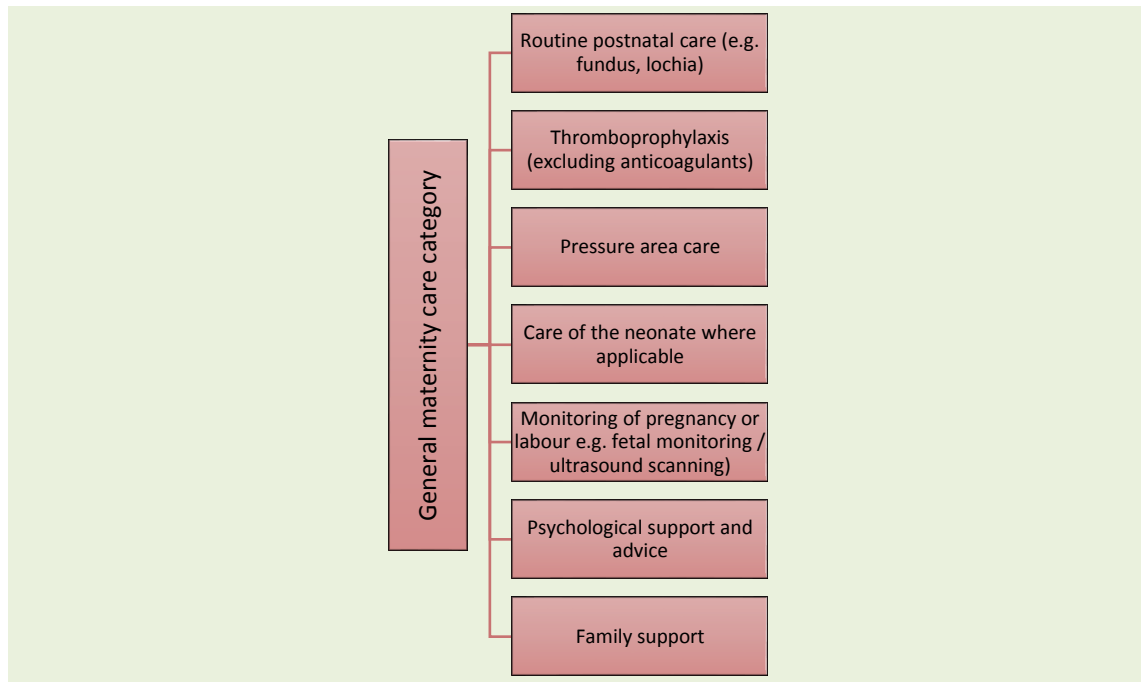 General maternity care category
Routine postnatal care (e.g.
fundus, lochia)
Thromboprophylaxis
(excluding anticoagulants)
Pressure area care
Care of the neonate where
applicable
Monitoring of pregnancy or
labour e.g. fetal monitoring /
ultrasound scanning)
Psychological support and
advice
Family support